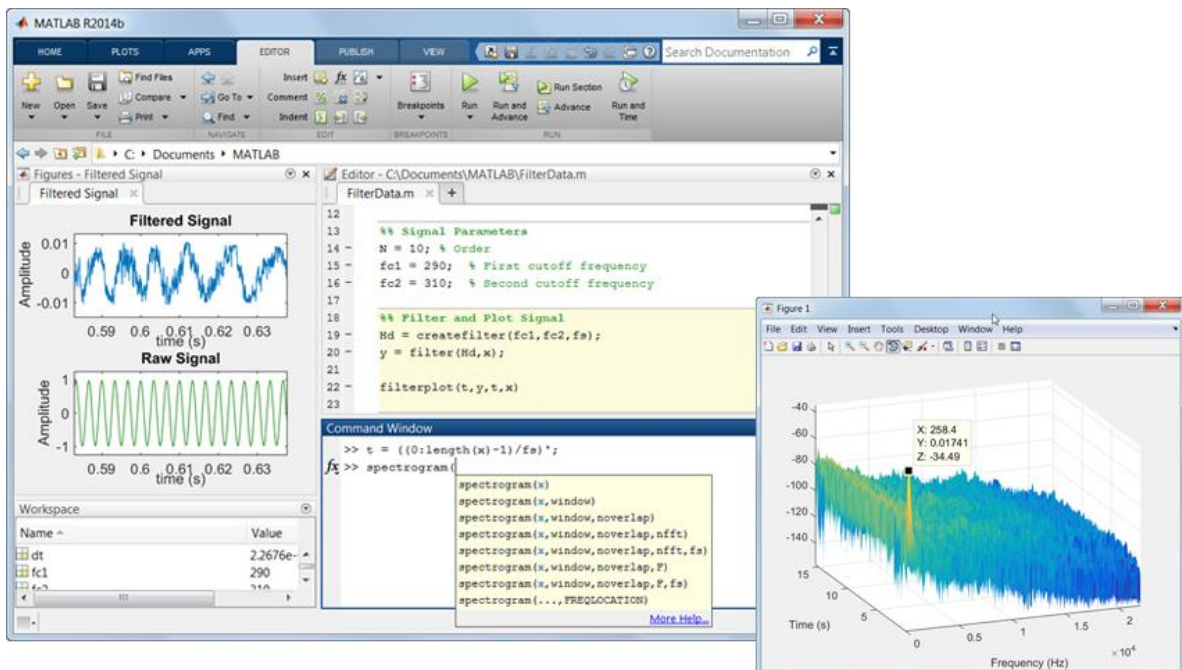 MATLAB R2014b
HOME PLOTS APPS EDITOR PUBLISH VIEW Search Documentation
New Open Save Find Files Compare Print
FILE
Go To Find
NAVIGATE
Insert fx
Comment
Indent
EDIT
Breakpoints
BREAKPOINTS
Run Run and Advance Run Section Advance Run and Time
RUN
C: Documents MATLAB
Figures - Filtered Signal
Filtered Signal
Filtered Signal
Amplitude
0.01
0
-0.01
0.59 0.6 0.61 0.62 0.63
time (s)
Raw Signal
Amplitude
1
0
-1
0.59 0.6 0.61 0.62 0.63
time (s)
Workspace
Name Value
dt 2.2676e-
fc1 290
fc2 310
Editor - C:\Documents\MATLAB\FilterData.m
FilterData.m +
12
13 %% Signal Parameters
14 - N = 10; % Order
15 - fc1 = 290; % First cutoff frequency
16 - fc2 = 310; % Second cutoff frequency
17
18 %% Filter and Plot Signal
19 - Hd = createfilter(fc1,fc2,fs);
20 - y = filter(Hd,x);
21
22 - filterplot(t,y,t,x)
23
Command Window
>> t = ((0:length(x)-1)/fs)';
fx >> spectrogram(
spectrogram(x)
spectrogram(x,window)
spectrogram(x,window,noverlap)
spectrogram(x,window,noverlap,nfft)
spectrogram(x,window,noverlap,nfft,fs)
spectrogram(x,window,noverlap,F)
spectrogram(x,window,noverlap,F,fs)
spectrogram(...,FREQLOCATION)
More Help...
Figure 1
File Edit View Insert Tools Desktop Window Help
X: 258.4
Y: 0.01741
Z: -34.49
-40
-60
-80
-100
-120
-140
15
10
5
0
Time (s)
0.5
1
1.5
2
× 10⁴
Frequency (Hz)